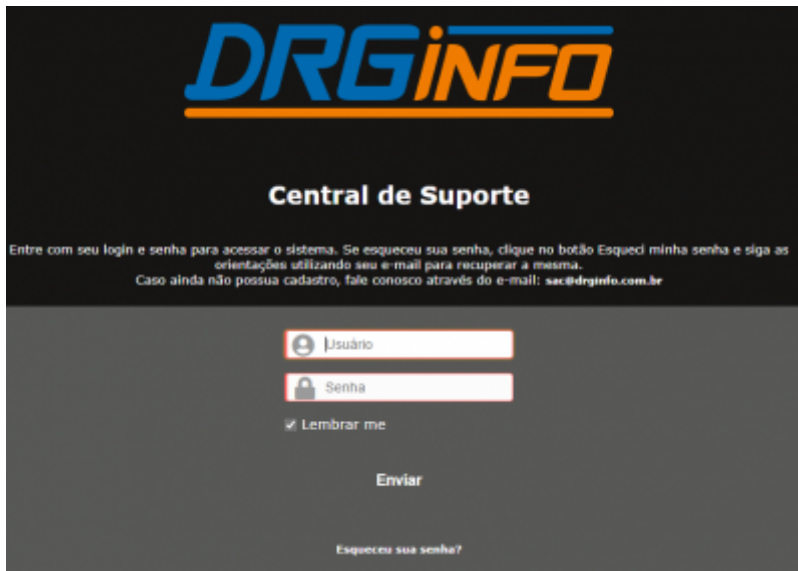 DRGiNFO
Central de Suporte
Entre com seu login e senha para acessar o sistema. Se esqueceu sua senha, clique no botão Esqueci minha senha e siga as
orientações utilizando seu e-mail para recuperar a mesma.
Caso ainda não possua cadastro, fale conosco através do e-mail: sac@drginfo.com.br
Usuário
Senha
Lembrar me
Enviar
Esqueceu sua senha?